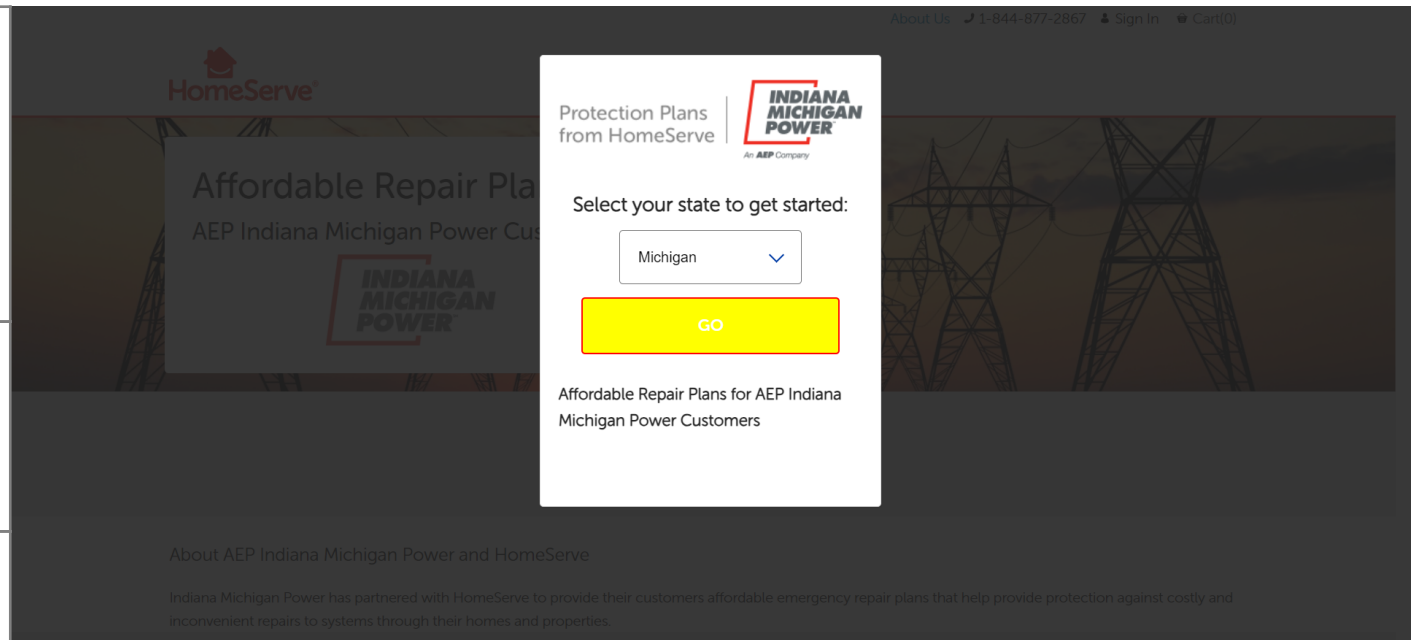 About Us 1-844-877-2867 Sign In Cart(0)
HomeServe®
Protection Plans
from HomeServe
INDIANA
MICHIGAN
POWER
An AEP Company
Select your state to get started:
Michigan
GO
Affordable Repair Plans for AEP Indiana
Michigan Power Customers
Affordable Repair Pla
AEP Indiana Michigan Power Cus
INDIANA
MICHIGAN
POWER
About AEP Indiana Michigan Power and HomeServe
Indiana Michigan Power has partnered with HomeServe to provide their customers affordable emergency repair plans that help provide protection against costly and
inconvenient repairs to systems through their homes and properties.